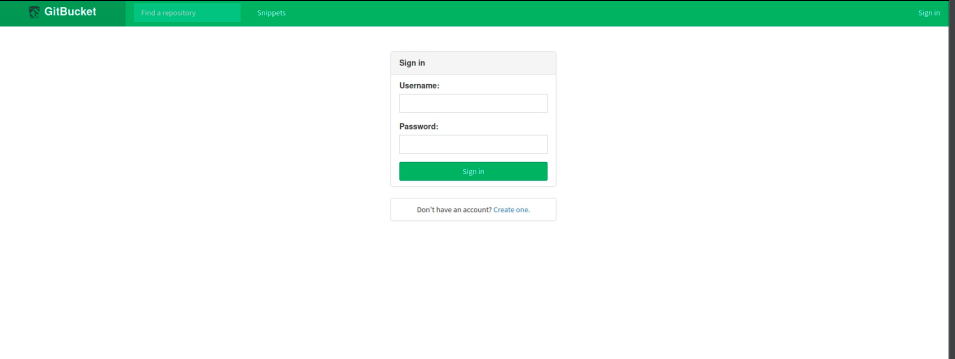 GitBucket Find a repository Snippets Sign in
Sign in
Username:
Password:
Sign in
Don't have an account? Create one.